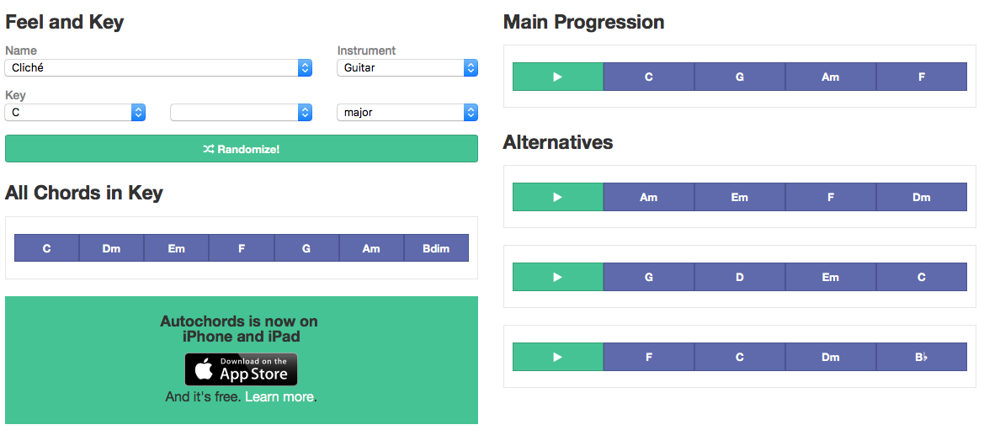 Feel and Key
Name
Instrument
Cliché
Guitar
Key
C
major
Randomize!
All Chords in Key
C Dm Em F G Am Bdim
Autochords is now on
iPhone and iPad
Download on the
App Store
And it's free. Learn more.
Main Progression
C G Am F
Alternatives
Am Em F Dm
G D Em C
F C Dm B♭